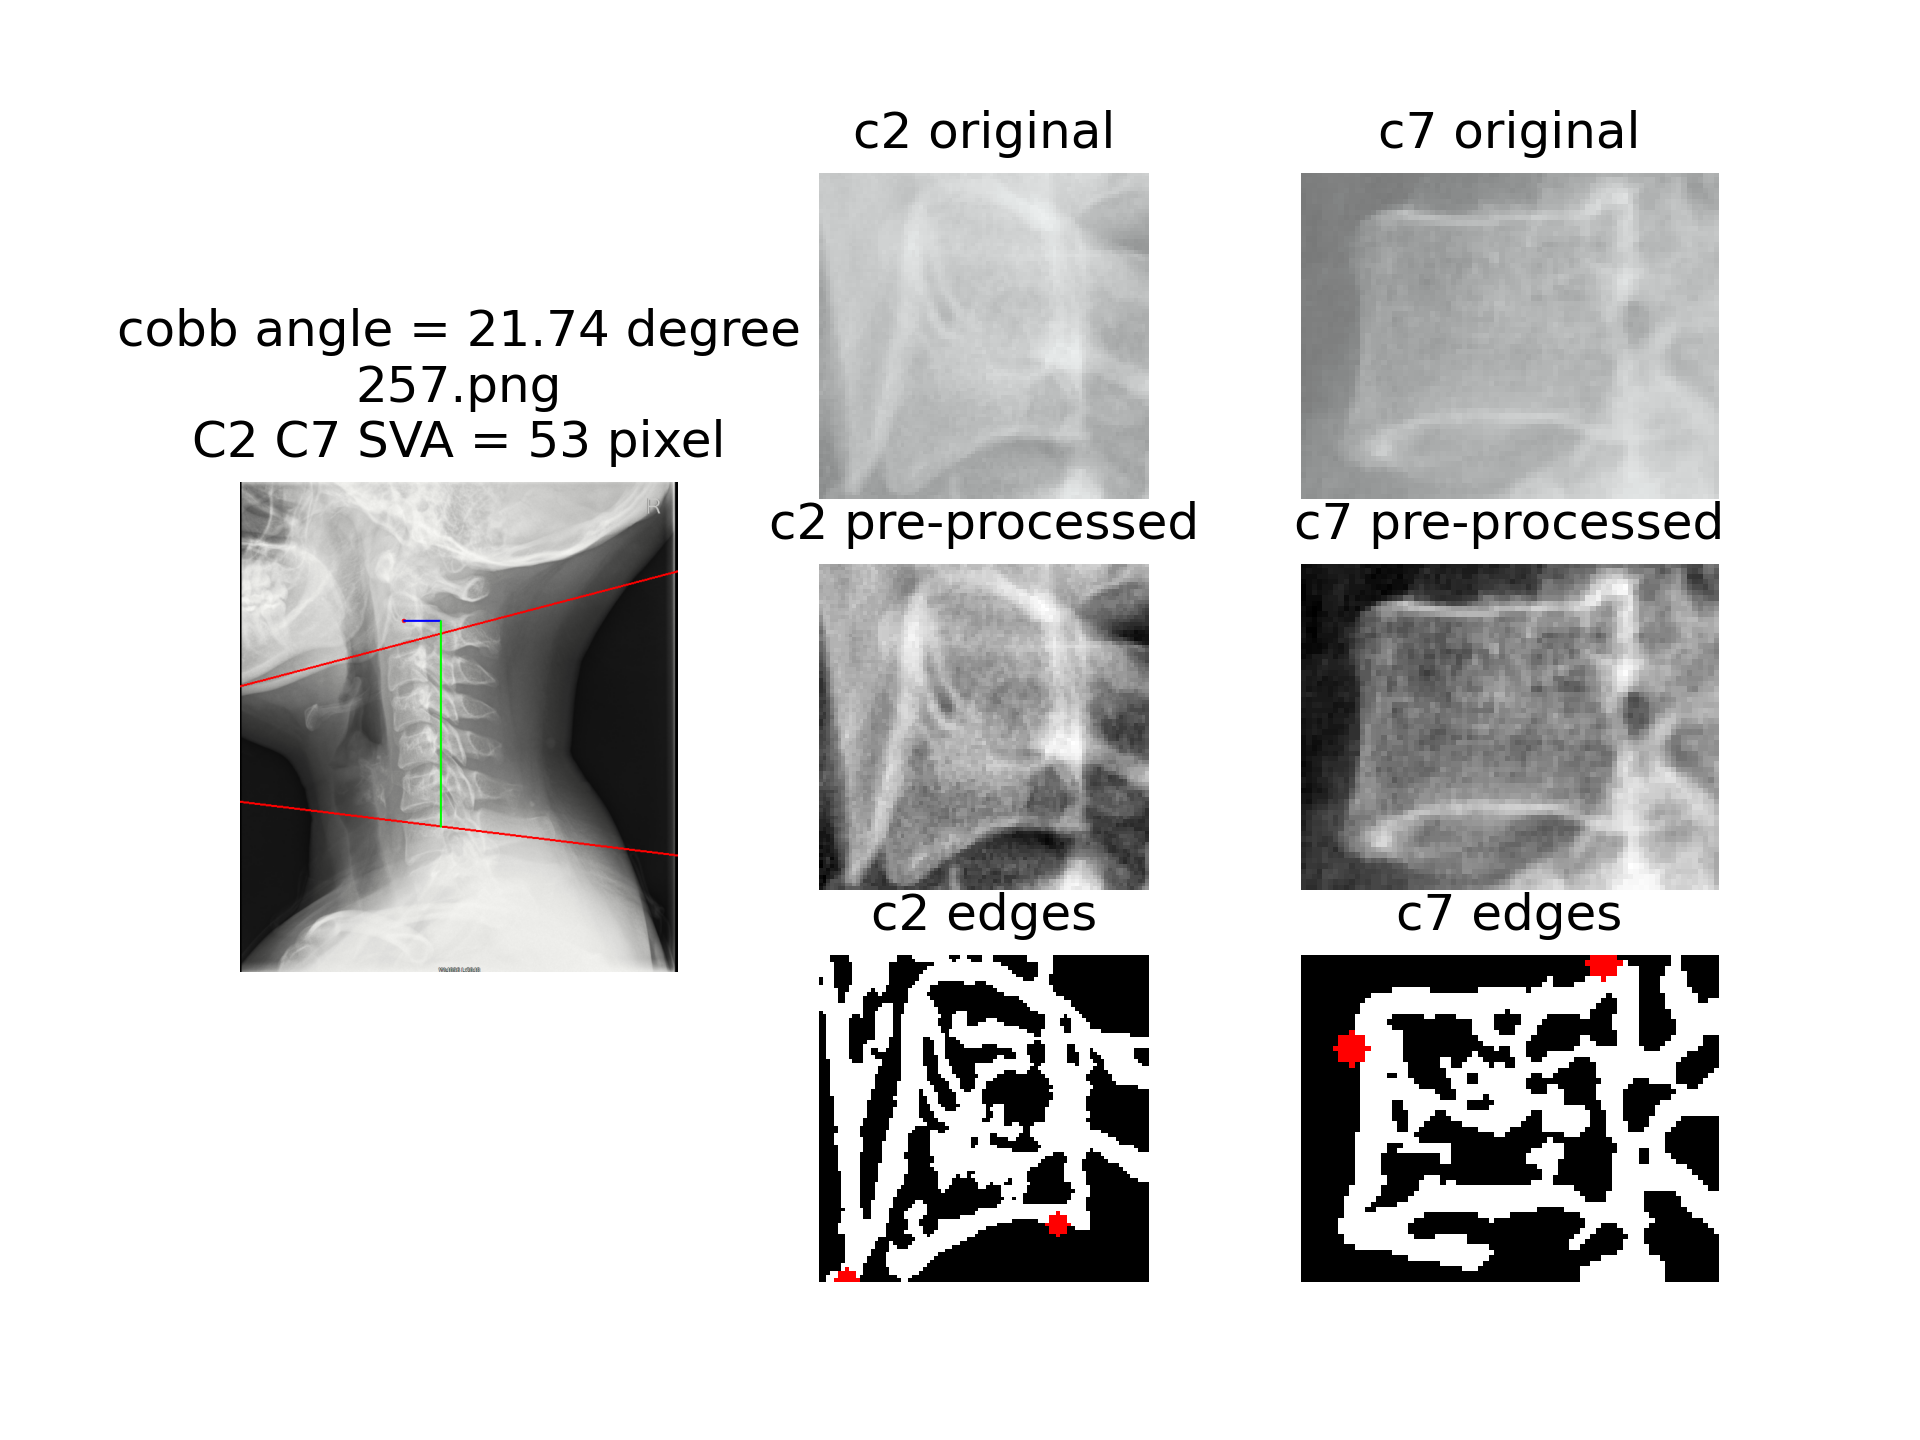 cobb angle = 21.74 degree
257.png
C2 C7 SVA = 53 pixel
R
c2 original
c7 original
c2 pre-processed
c7 pre-processed
c2 edges
c7 edges